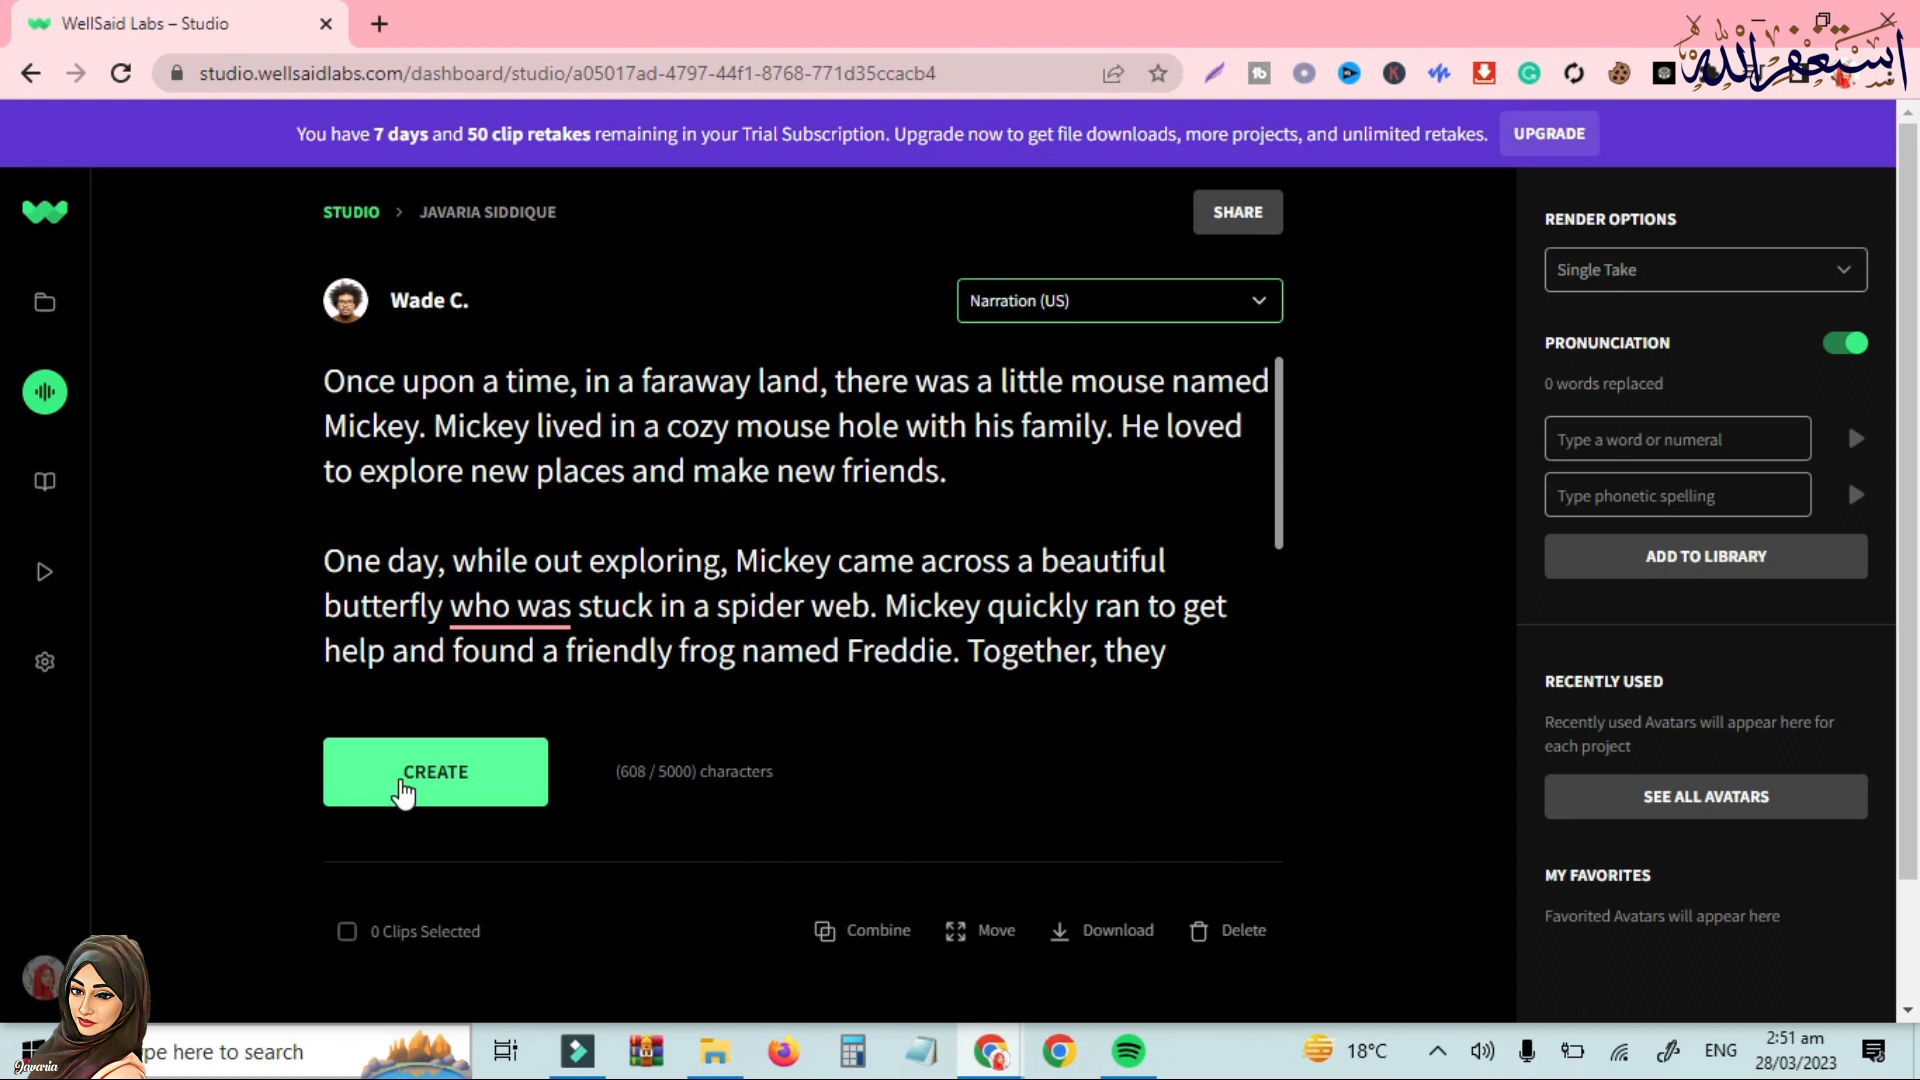 WellSaid Labs – Studio
studio.wellsaidlabs.com/dashboard/studio/a05017ad-4797-44f1-8768-771d35ccacb4
أستغفر الله
You have 7 days and 50 clip retakes remaining in your Trial Subscription. Upgrade now to get file downloads, more projects, and unlimited retakes.
UPGRADE
STUDIO > JAVARIA SIDDIQUE
SHARE
Wade C.
Narration (US)
Once upon a time, in a faraway land, there was a little mouse named
Mickey. Mickey lived in a cozy mouse hole with his family. He loved
to explore new places and make new friends.
One day, while out exploring, Mickey came across a beautiful
butterfly who was stuck in a spider web. Mickey quickly ran to get
help and found a friendly frog named Freddie. Together, they
CREATE
(608 / 5000) characters
0 Clips Selected
Combine
Move
Download
Delete
RENDER OPTIONS
Single Take
PRONUNCIATION
0 words replaced
Type a word or numeral
Type phonetic spelling
ADD TO LIBRARY
RECENTLY USED
Recently used Avatars will appear here for
each project
SEE ALL AVATARS
MY FAVORITES
Favorited Avatars will appear here
Javaria
pe here to search
18°C
ENG
2:51 am
28/03/2023